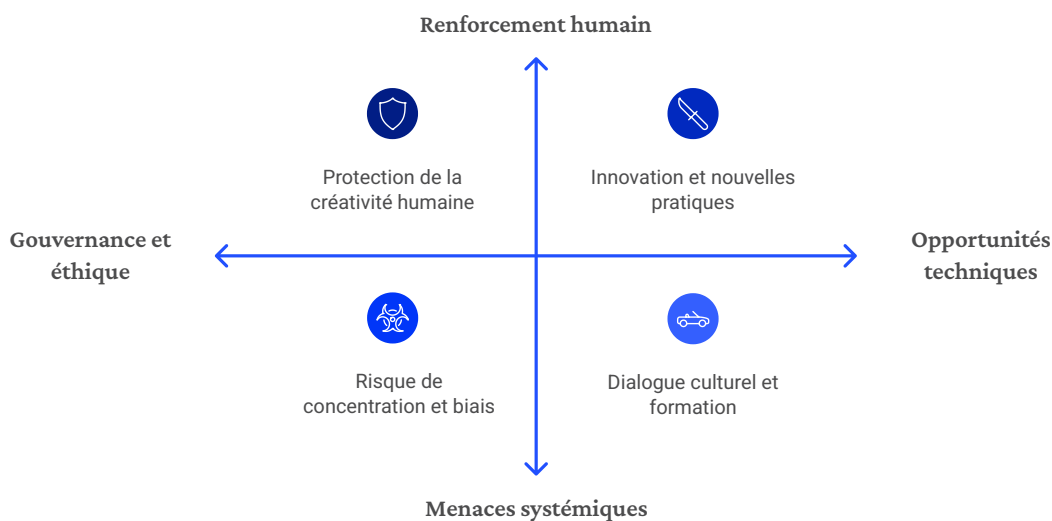 Renforcement humain
Protection de la
créativité humaine
Innovation et nouvelles
pratiques
Gouvernance et
éthique
Opportunités
techniques
Risque de
concentration et biais
Dialogue culturel et
formation
Menaces systémiques